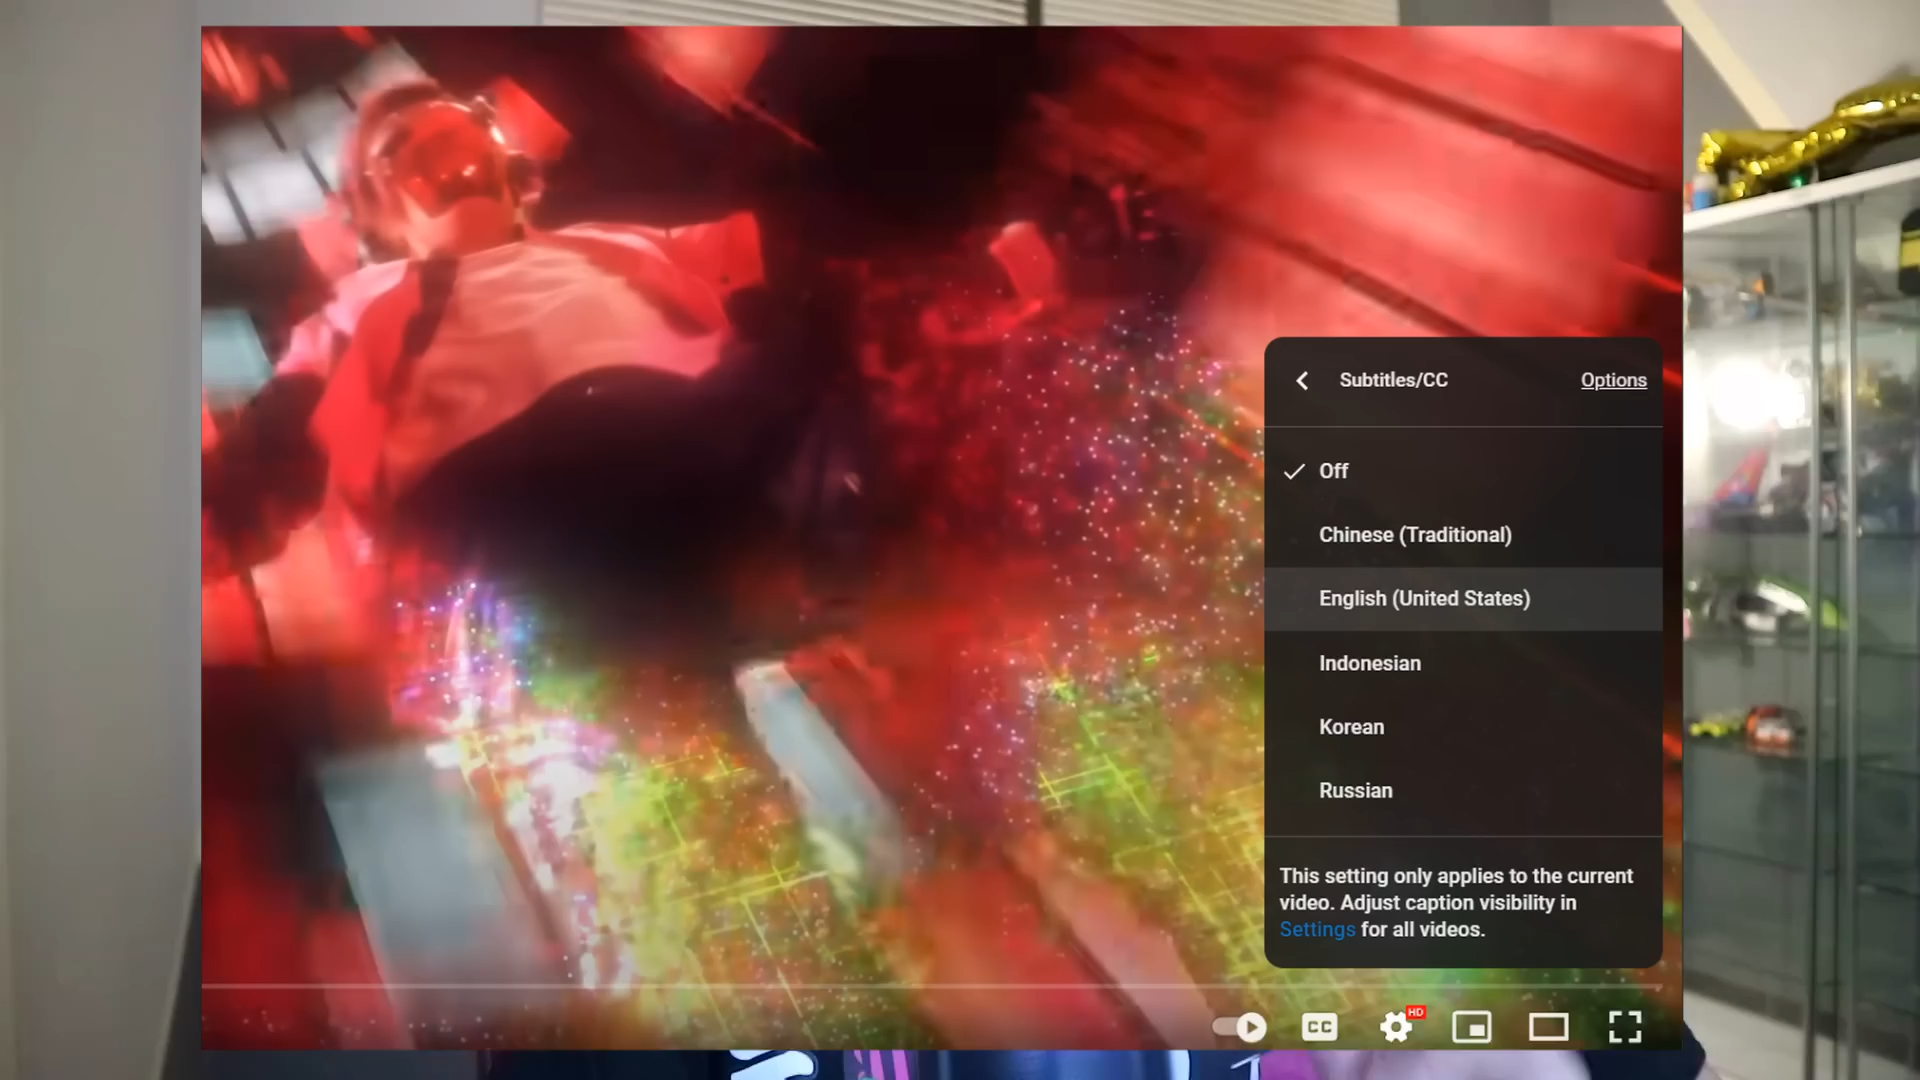 Subtitles/CC Options
Off
Chinese (Traditional)
English (United States)
Indonesian
Korean
Russian
This setting only applies to the current
video. Adjust caption visibility in
Settings for all videos.
CC
HD